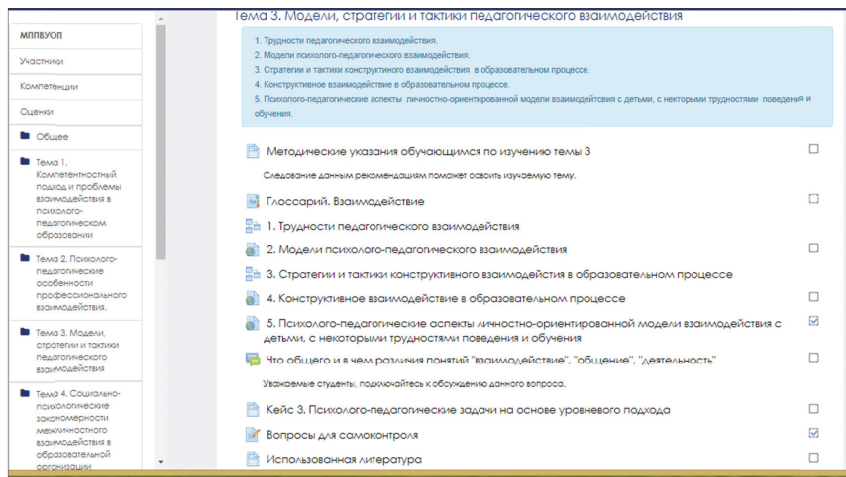 МППВУОП
Участники
Компетенции
Оценки
Общее
Тема 1.
Компетентностный
подход и проблемы
взаимодействия в
психолого-
педагогическом
образовании
Тема 2. Психолого-
педагогические
особенности
профессионального
взаимодействия.
Тема 3. Модели,
стратегии и тактики
педагогического
взаимодействия
Тема 4. Социально-
психологические
закономерности
межличностного
взаимодействия в
образовательной
организации
Тема 3. Модели, стратегии и тактики педагогического взаимодействия
1. Трудности педагогического взаимодействия.
2. Модели психолого-педагогического взаимодействия.
3. Стратегии и тактики конструктиного взаимодействия в образовательном процессе.
4. Конструктивное взаимодействие в образовательном процессе.
5. Психолого-педагогические аспекты личностно-ориентированной модели взаимодейтсвия с детьми, с некторыми трудностями поведения и
обучения.
Методические указания обучающимся по изучению темы 3
Следование данным рекомендациям поможет освоить изучаемую тему.
Глоссарий. Взаимодействие
1. Трудности педагогического взаимодействия
2. Модели психолого-педагогического взаимодействия
3. Стратегии и тактики конструктивного взаимодейстия в образовательном процессе
4. Конструктивное взаимодействие в образовательном процессе
5. Психолого-педагогические аспекты личностно-ориентированной модели взаимодействия с
детьми, с некоторыми трудностями поведения и обучения
Что общего и в чем различия понятий "взаимодействие", "общение", "деятельность"
Уважаемые студенты, подключайтесь к обсуждению данного вопроса.
Кейс 3. Психолого-педагогические задачи на основе уровневого подхода
Вопросы для самоконтроля
Использованная литература